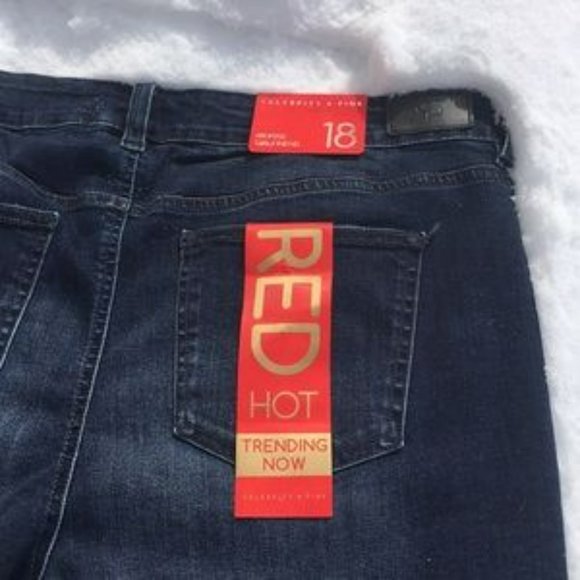 CELEBRITY & PINK
18
RED
HOT
TRENDING
NOW
CELEBRITY & PINK